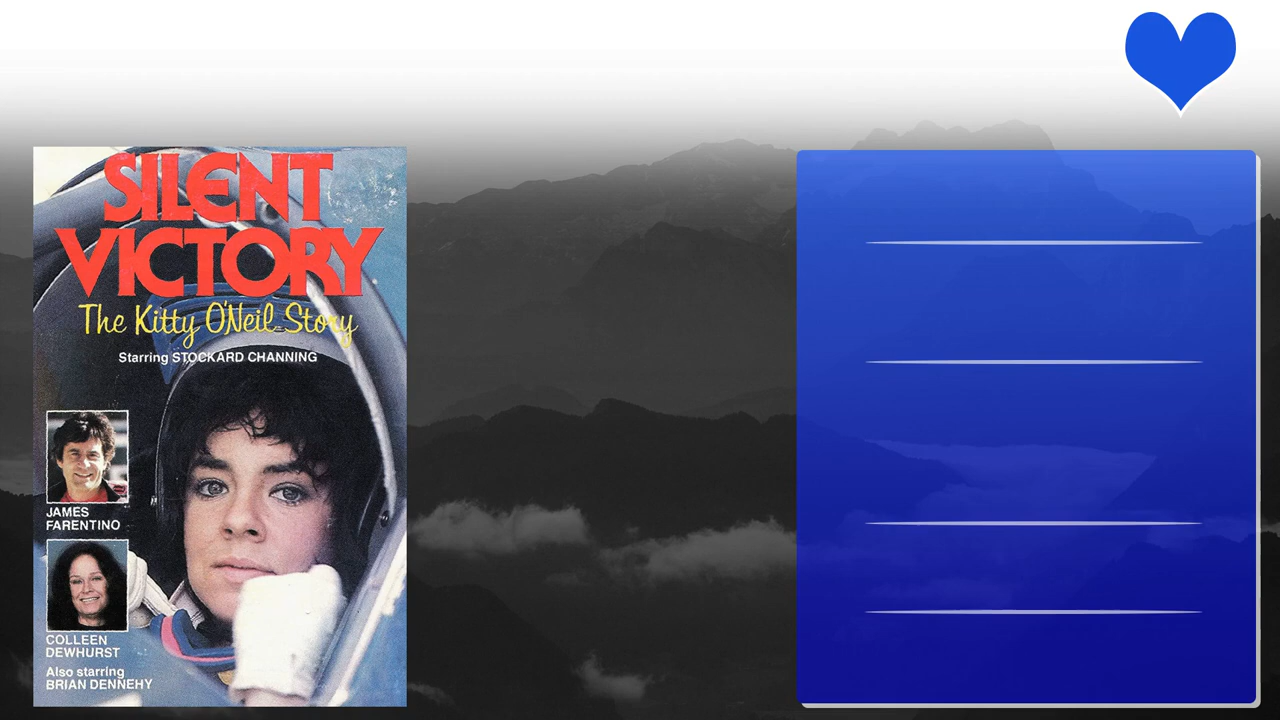 SILENT
VICTORY
The Kitty O'Neil Story
Starring STOCKARD CHANNING
JAMES
FARENTINO
COLLEEN
DEWHURST
Also starring
BRIAN DENNEHY